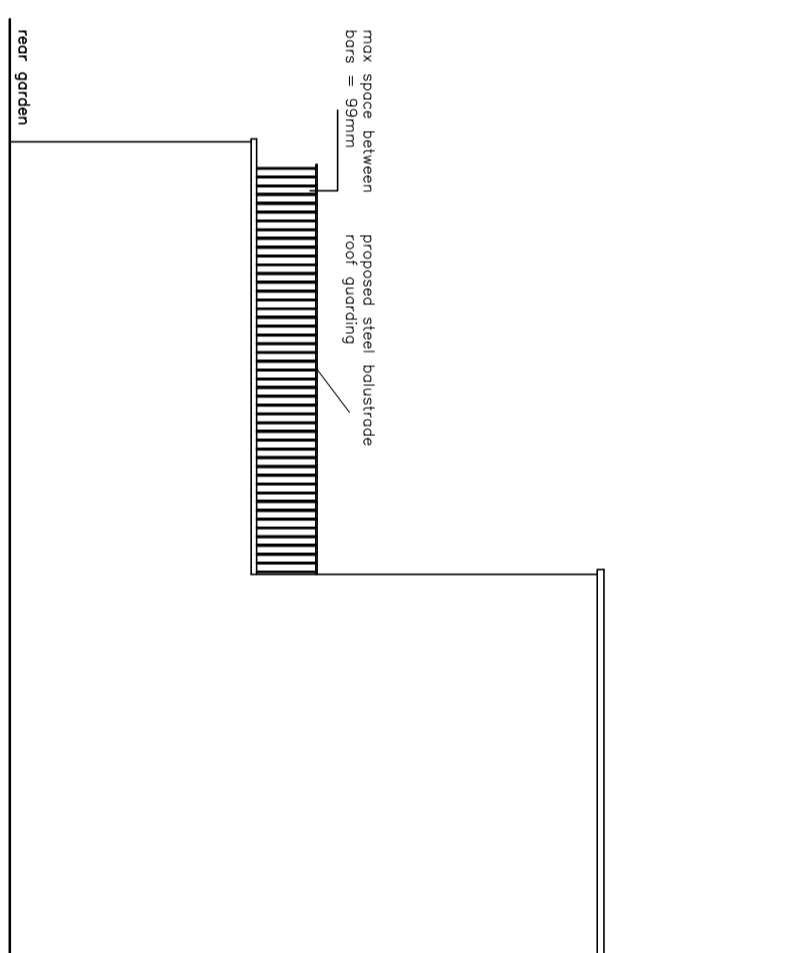 max space between
bars = 99mm
proposed steel balustrade
roof guarding
rear garden